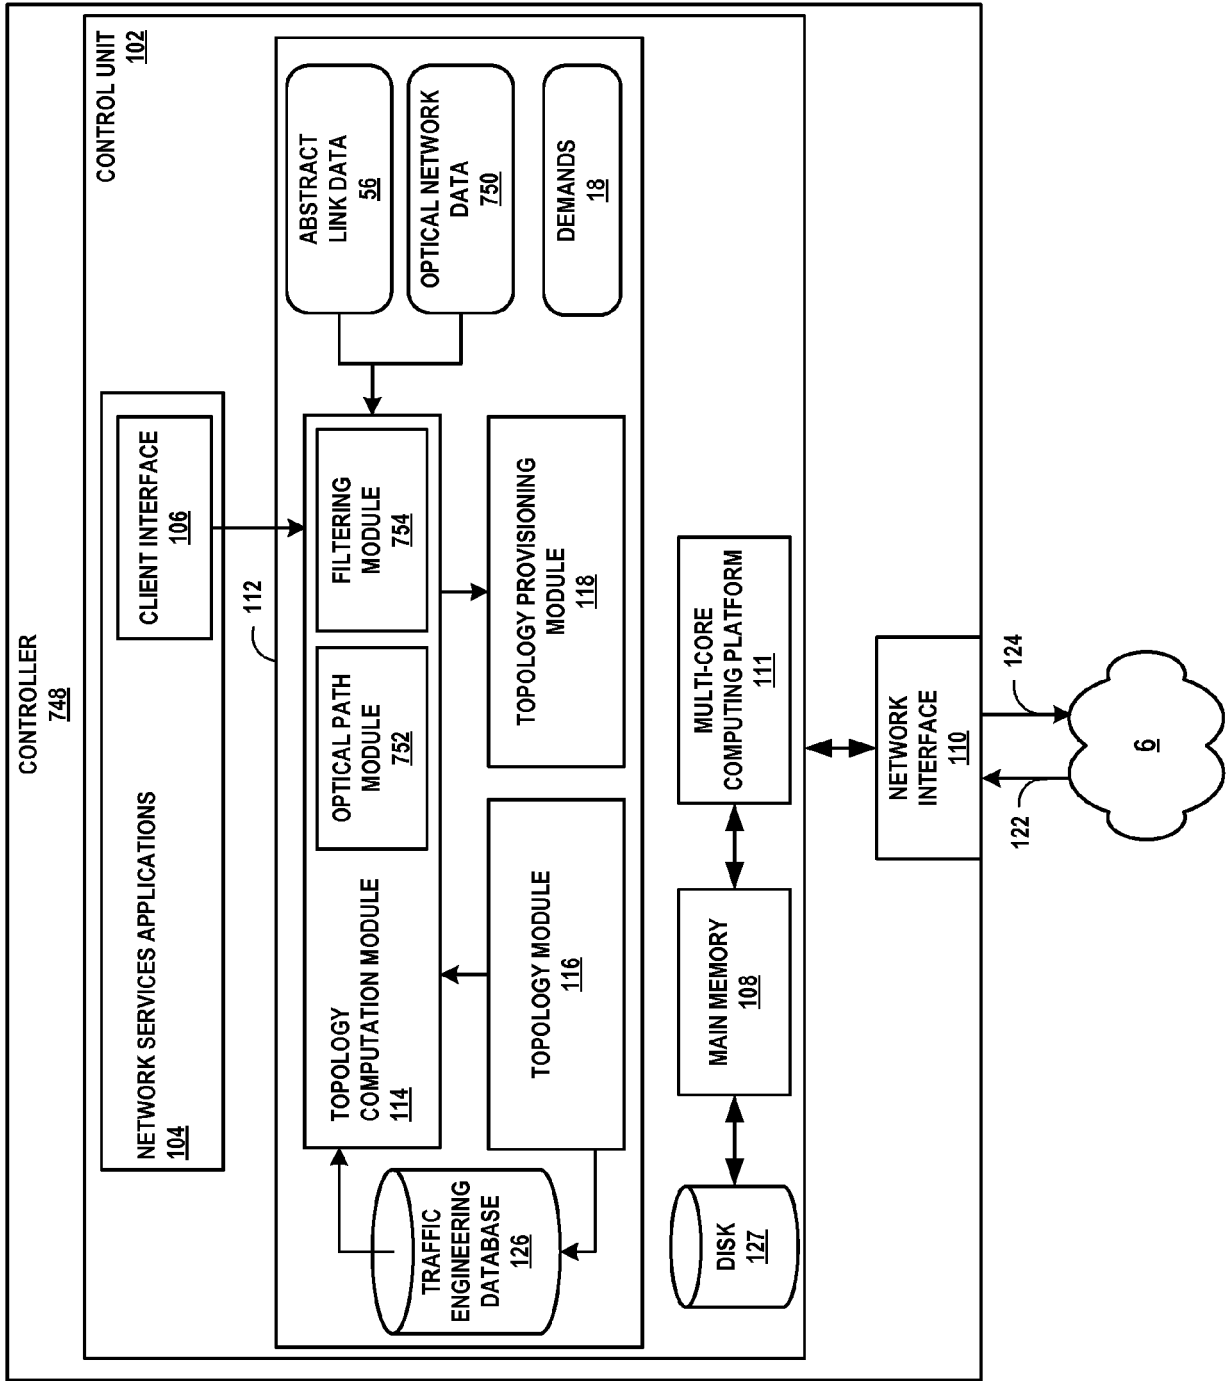 CONTROLLER
748
CONTROL UNIT
102
NETWORK SERVICES APPLICATIONS
104
CLIENT INTERFACE
106
112
TOPOLOGY
COMPUTATION MODULE
114
OPTICAL PATH
MODULE
752
FILTERING
MODULE
754
ABSTRACT
LINK DATA
56
OPTICAL NETWORK
DATA
750
DEMANDS
18
TRAFFIC
ENGINEERING
DATABASE
126
TOPOLOGY MODULE
116
TOPOLOGY PROVISIONING
MODULE
118
DISK
127
MAIN MEMORY
108
MULTI-CORE
COMPUTING PLATFORM
111
NETWORK
INTERFACE
110
122
124
6